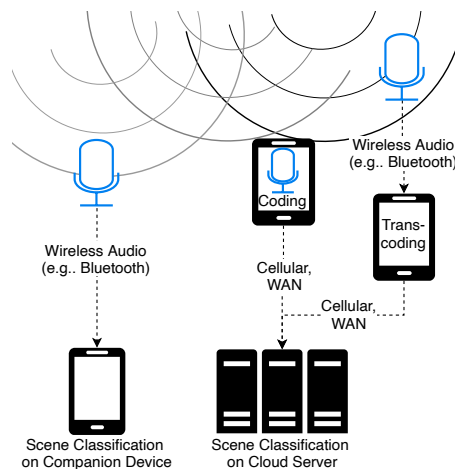 Wireless Audio
(e.g.. Bluetooth)
Coding
Trans-
coding
Wireless Audio
(e.g.. Bluetooth)
Cellular,
WAN
Cellular,
WAN
Scene Classification
on Companion Device
Scene Classification
on Cloud Server